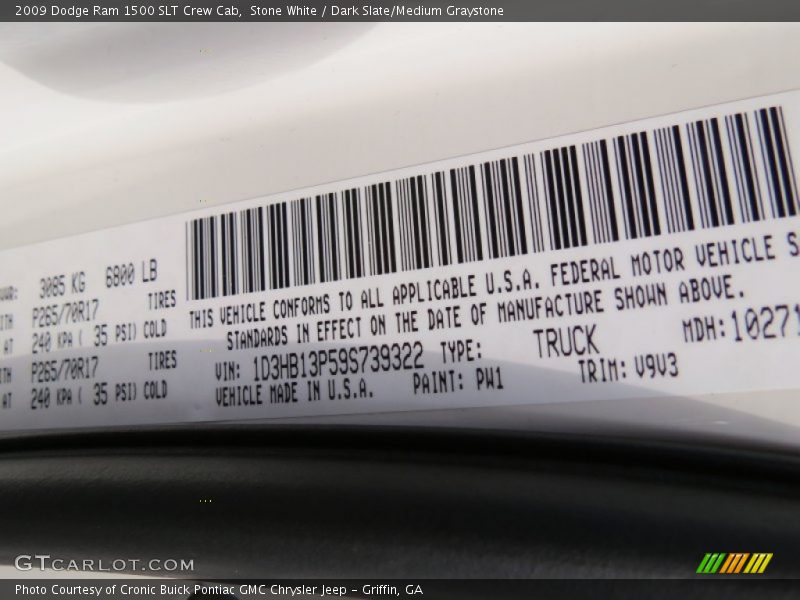 2009 Dodge Ram 1500 SLT Crew Cab, Stone White / Dark Slate/Medium Graystone
3085 KG 6800 LB
P265/70R17 TIRES
AT 240 KPA ( 35 PSI) COLD
P265/70R17 TIRES
AT 240 KPA ( 35 PSI) COLD
THIS VEHICLE CONFORMS TO ALL APPLICABLE U.S.A. FEDERAL MOTOR VEHICLE S
STANDARDS IN EFFECT ON THE DATE OF MANUFACTURE SHOWN ABOVE.
VIN: 1D3HB13P59S739322 TYPE: TRUCK MDH: 10271
VEHICLE MADE IN U.S.A. PAINT: PW1 TRIM: V9V3
GTCARLOT.COM
Photo Courtesy of Cronic Buick Pontiac GMC Chrysler Jeep - Griffin, GA